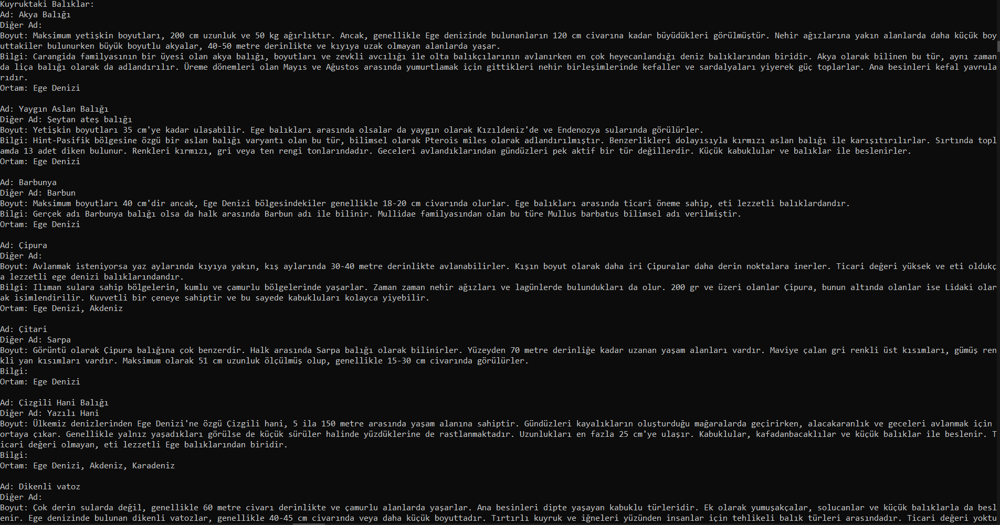 Kuyruktaki Balıklar:
Ad: Akya Balığı
Diğer Ad:
Boyut: Maksimum yetişkin boyutları, 200 cm uzunluk ve 50 kg ağırlıktır. Ancak, genellikle Ege denizinde bulunanların 120 cm civarına kadar büyüdükleri görülmüştür. Nehir ağızlarına yakın alanlarda daha küçük boy
uttakiler bulunurken büyük boyutlu akyalar, 40-50 metre derinlikte ve kıyıya uzak olmayan alanlarda yaşar.
Bilgi: Carangida familyasının bir üyesi olan akya balığı, boyutları ve zevkli avcılığı ile olta balıkçılarının avlanırken en çok heyecanlandığı deniz balıklarından biridir. Akya olarak bilinen bu tür, aynı zaman
da liça balığı olarak da adlandırılır. Üreme dönemleri olan Mayıs ve Ağustos arasında yumurtlamak için gittikleri nehir birleşimlerinde kefaller ve sardalyaları yiyerek güç toplarlar. Ana besinleri kefal yavrula
rıdır.
Ortam: Ege Denizi
Ad: Yaygın Aslan Balığı
Diğer Ad: Şeytan ateş balığı
Boyut: Yetişkin boyutları 35 cm'ye kadar ulaşabilir. Ege balıkları arasında olsalar da yaygın olarak Kızıldeniz'de ve Endenozya sularında görülürler.
Bilgi: Hint-Pasifik bölgesine özgü bir aslan balığı varyantı olan bu tür, bilimsel olarak Pterois miles olarak adlandırılmıştır. Benzerlikleri dolayısıyla kırmızı aslan balığı ile karışıtırılırlar. Sırtında topl
amda 13 adet diken bulunur. Renkleri kırmızı, gri veya ten rengi tonlarındadır. Geceleri avlandıklarından gündüzleri pek aktif bir tür değillerdir. Küçük kabuklular ve balıklar ile beslenirler.
Ortam: Ege Denizi
Ad: Barbunya
Diğer Ad: Barbun
Boyut: Maksimum boyutları 40 cm'dir ancak, Ege Denizi bölgesindekiler genellikle 18-20 cm civarında olurlar. Ege balıkları arasında ticari öneme sahip, eti lezzetli balıklardandır.
Bilgi: Gerçek adı Barbunya balığı olsa da halk arasında Barbun adı ile bilinir. Mullidae familyasından olan bu türe Mullus barbatus bilimsel adı verilmiştir.
Ortam: Ege Denizi
Ad: Çipura
Diğer Ad:
Boyut: Avlanmak isteniyorsa yaz aylarında kıyıya yakın, kış aylarında 30-40 metre derinlikte avlanabilirler. Kışın boyut olarak daha iri Çipuralar daha derin noktalara inerler. Ticari değeri yüksek ve eti oldukç
a lezzetli ege denizi balıklarındandır.
Bilgi: Ilıman sulara sahip bölgelerin, kumlu ve çamurlu bölgelerinde yaşarlar. Zaman zaman nehir ağızları ve lagünlerde bulundukları da olur. 200 gr ve üzeri olanlar Çipura, bunun altında olanlar ise Lidaki olar
ak isimlendirilir. Kuvvetli bir çeneye sahiptir ve bu sayede kabukluları kolayca yiyebilir.
Ortam: Ege Denizi, Akdeniz
Ad: Çitari
Diğer Ad: Sarpa
Boyut: Görüntü olarak Çipura balığına çok benzerdir. Halk arasında Sarpa balığı olarak bilinirler. Yüzeyden 70 metre derinliğe kadar uzanan yaşam alanları vardır. Maviye çalan gri renkli üst kısımları, gümüş ren
kli yan kısımları vardır. Maksimum olarak 51 cm uzunluk ölçülmüş olup, genellikle 15-30 cm civarında görülürler.
Bilgi:
Ortam: Ege Denizi
Ad: Çizgili Hani Balığı
Diğer Ad: Yazılı Hani
Boyut: Ülkemiz denizlerinden Ege Denizi'ne özgü Çizgili hani, 5 ila 150 metre arasında yaşam alanına sahiptir. Gündüzleri kayalıkların oluşturduğu mağaralarda geçirirken, alacakaranlık ve geceleri avlanmak için
ortaya çıkar. Genellikle yalnız yaşadıkları görülse de küçük sürüler halinde yüzdüklerine de rastlanmaktadır. Uzunlukları en fazla 25 cm'ye ulaşır. Kabuklular, kafadanbacaklılar ve küçük balıklar ile beslenir. T
icari değeri olmayan, eti lezzetli Ege balıklarından biridir.
Bilgi:
Ortam: Ege Denizi, Akdeniz, Karadeniz
Ad: Dikenli vatoz
Diğer Ad:
Boyut: Çok derin sularda değil, genellikle 60 metre civarı derinlikte ve çamurlu alanlarda yaşarlar. Ana besinleri dipte yaşayan kabuklu türleridir. Ek olarak yumuşakçalar, solucanlar ve küçük balıklarla da besl
enir. Ege denizinde bulunan dikenli vatozlar, genellikle 40-45 cm civarında veya daha küçük boyuttadır. Tırtırlı kuyruk ve iğneleri yüzünden insanlar için tehlikeli balık türleri arasındadır. Ticari değeri yoktu